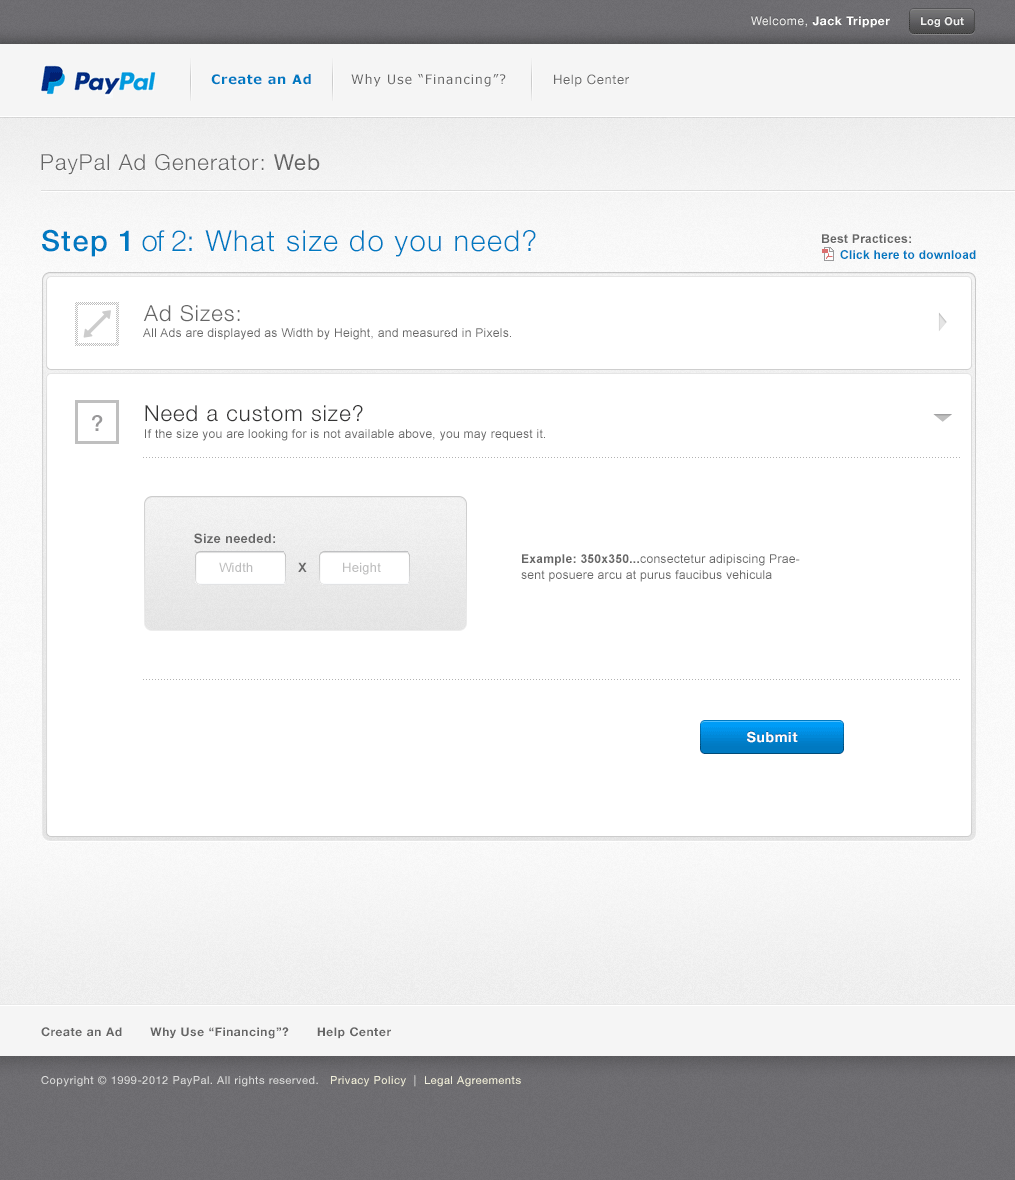 Welcome, Jack Tripper
Log Out
PayPal
Create an Ad
Why Use “Financing”?
Help Center
PayPal Ad Generator: Web
Step 1 of 2: What size do you need?
Best Practices:
Click here to download
Ad Sizes:
All Ads are displayed as Width by Height, and measured in Pixels.
?
Need a custom size?
If the size you are looking for is not available above, you may request it.
Size needed:
Width X Height
Example: 350x350...consectetur adipiscing Prae-
sent posuere arcu at purus faucibus vehicula
Submit
Create an Ad
Why Use “Financing”?
Help Center
Copyright © 1999-2012 PayPal. All rights reserved. Privacy Policy | Legal Agreements